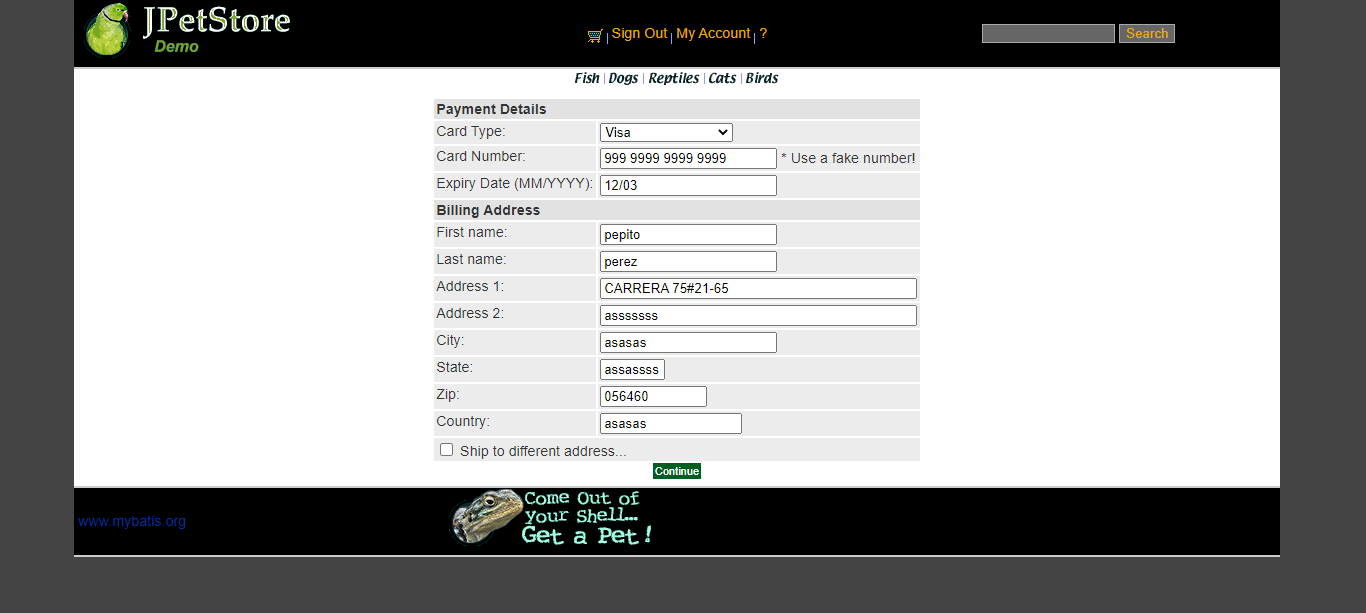 JPetStore
Demo
Sign Out | My Account | ?
Search
Fish | Dogs | Reptiles | Cats | Birds
Payment Details
Card Type: Visa
Card Number: 999 9999 9999 9999 * Use a fake number!
Expiry Date (MM/YYYY): 12/03
Billing Address
First name: pepito
Last name: perez
Address 1: CARRERA 75#21-65
Address 2: asssssss
City: asasas
State: assassss
Zip: 056460
Country: asasas
Ship to different address...
Continue
www.mybatis.org
Come Out of
your Shell...
Get a Pet!